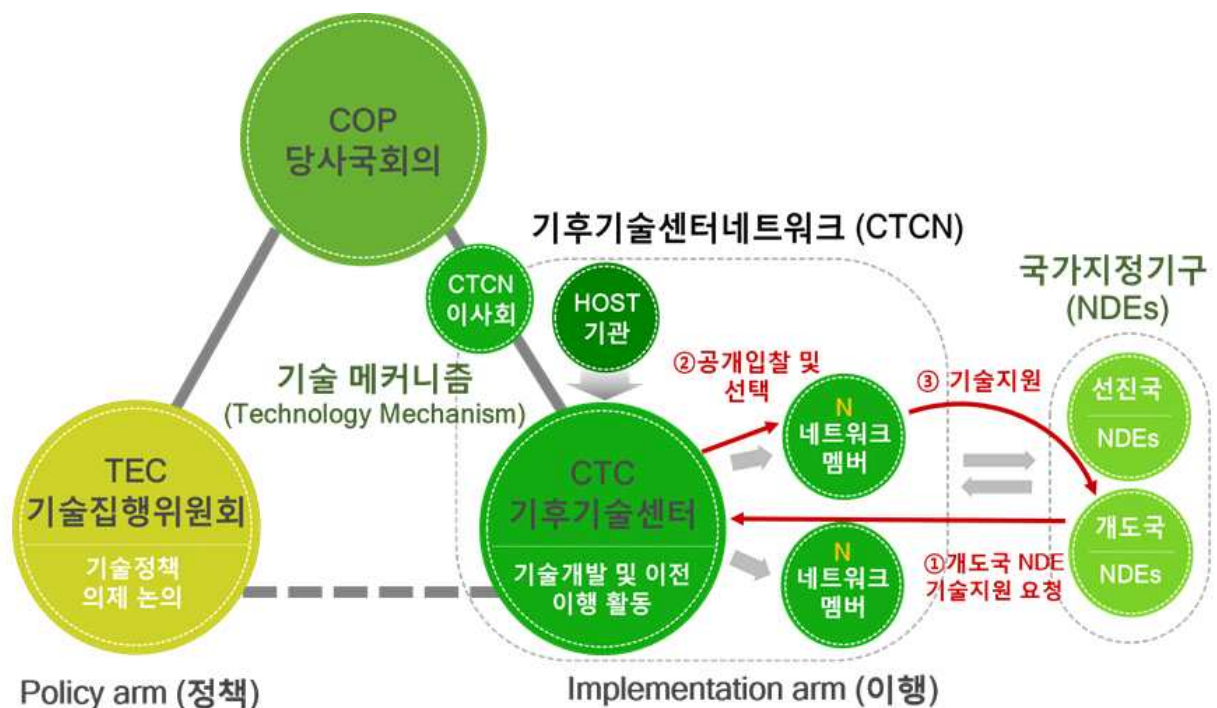 COP
당사국회의
기후기술센터네트워크 (CTCN)
CTCN
이사회
HOST
기관
국가지정기구
(NDEs)
기술 메커니즘
(Technology Mechanism)
②공개입찰 및
선택
③ 기술지원
N
네트워크
멤버
선진국
NDEs
TEC
기술집행위원회
기술정책
의제 논의
CTC
기후기술센터
기술개발 및 이전
이행 활동
N
네트워크
멤버
①개도국 NDE
기술지원 요청
개도국
NDEs
Policy arm (정책)
Implementation arm (이행)